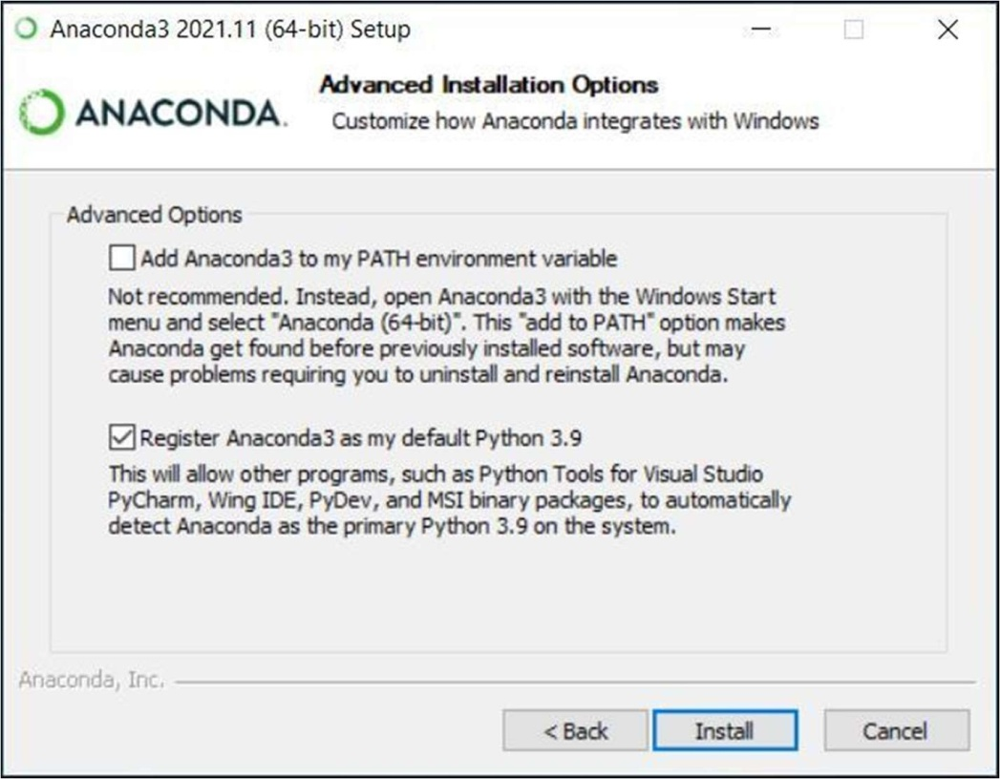 Anaconda3 2021.11 (64-bit) Setup
ANACONDA.
Advanced Installation Options
Customize how Anaconda integrates with Windows
Advanced Options
Add Anaconda3 to my PATH environment variable
Not recommended. Instead, open Anaconda3 with the Windows Start
menu and select "Anaconda (64-bit)". This "add to PATH" option makes
Anaconda get found before previously installed software, but may
cause problems requiring you to uninstall and reinstall Anaconda.
Register Anaconda3 as my default Python 3.9
This will allow other programs, such as Python Tools for Visual Studio
PyCharm, Wing IDE, PyDev, and MSI binary packages, to automatically
detect Anaconda as the primary Python 3.9 on the system.
Anaconda, Inc.
< Back Install Cancel